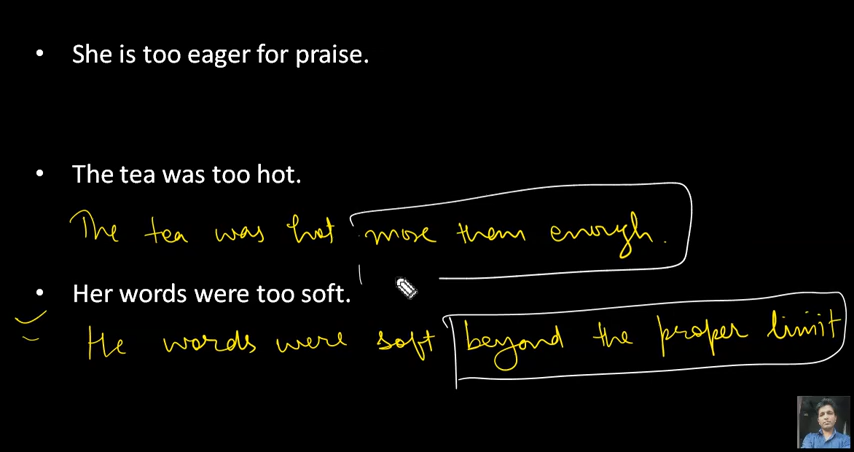 • She is too eager for praise.
• The tea was too hot.
The tea was hot more them enough.
• Her words were too soft.
He words were soft beyond the proper limit